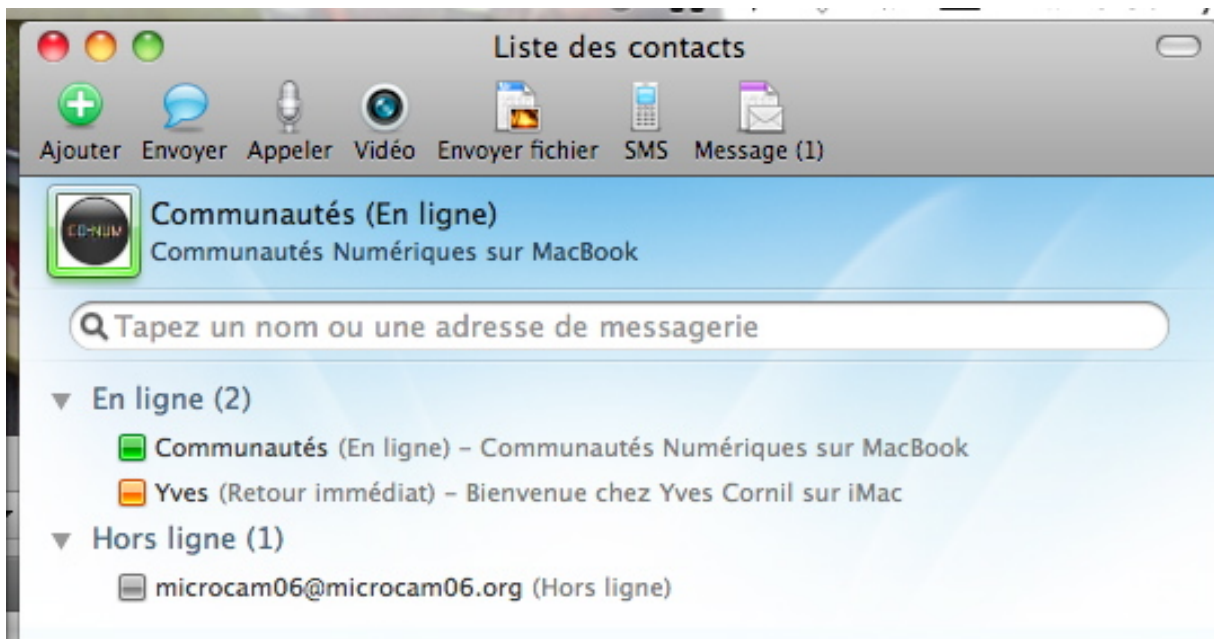 Liste des contacts
Ajouter Envoyer Appeler Vidéo Envoyer fichier SMS Message (1)
CO-NUM
Communautés (En ligne)
Communautés Numériques sur MacBook
Tapez un nom ou une adresse de messagerie
En ligne (2)
Communautés (En ligne) – Communautés Numériques sur MacBook
Yves (Retour immédiat) – Bienvenue chez Yves Cornil sur iMac
Hors ligne (1)
microcam06@microcam06.org (Hors ligne)